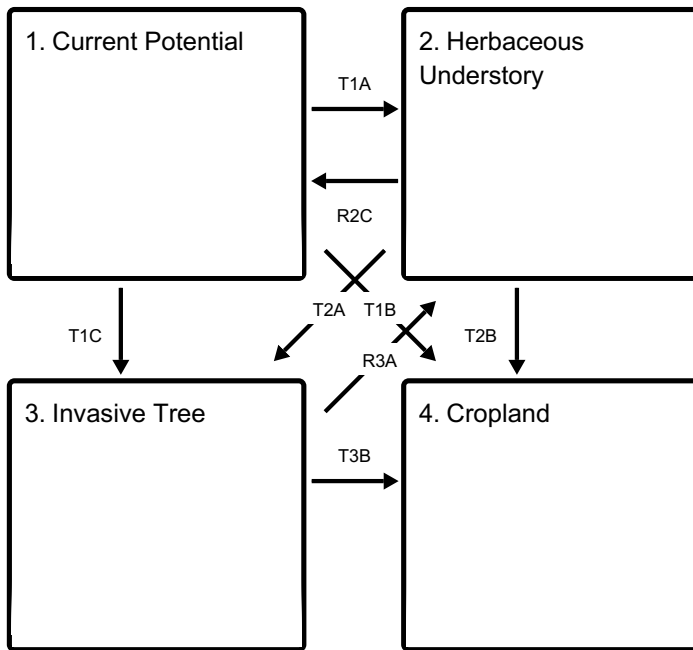 1. Current Potential
2. Herbaceous
Understory
T1A
R2C
T2A
T1B
T1C
T2B
R3A
3. Invasive Tree
4. Cropland
T3B